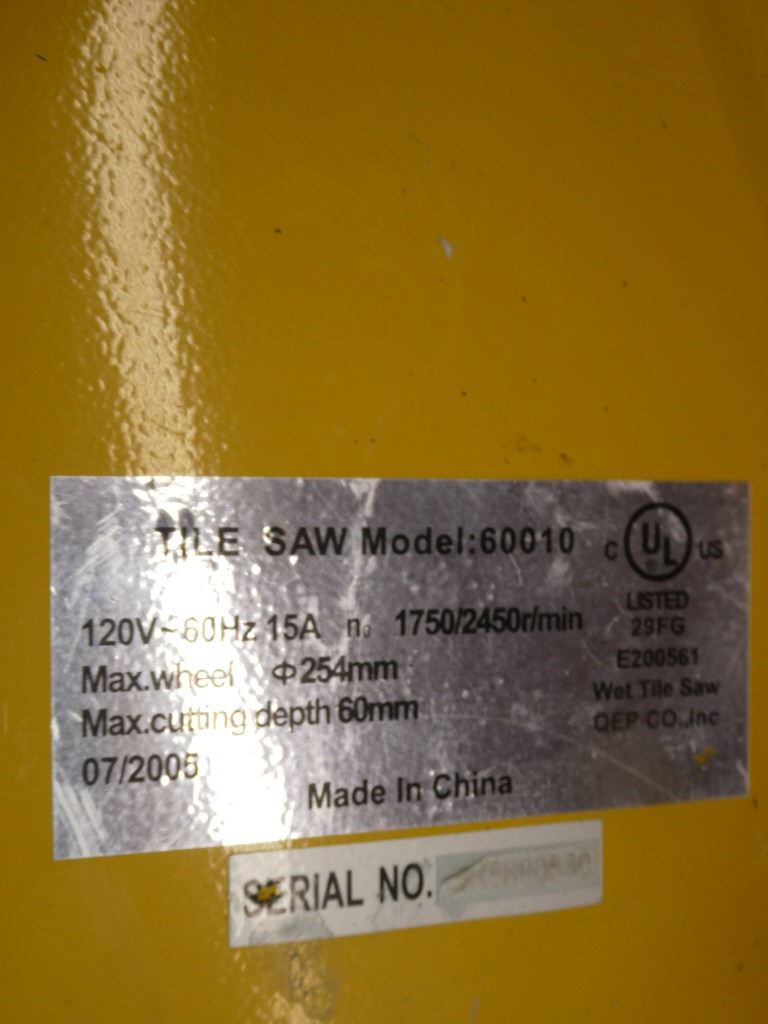 TILE SAW Model:60010
C UL US
LISTED
29FG
E200561
Wet Tile Saw
QEP CO.,Inc
120V~60Hz 15A n₀ 1750/2450r/min
Max.wheel Φ254mm
Max.cutting depth 60mm
07/2005
Made In China
SERIAL NO.